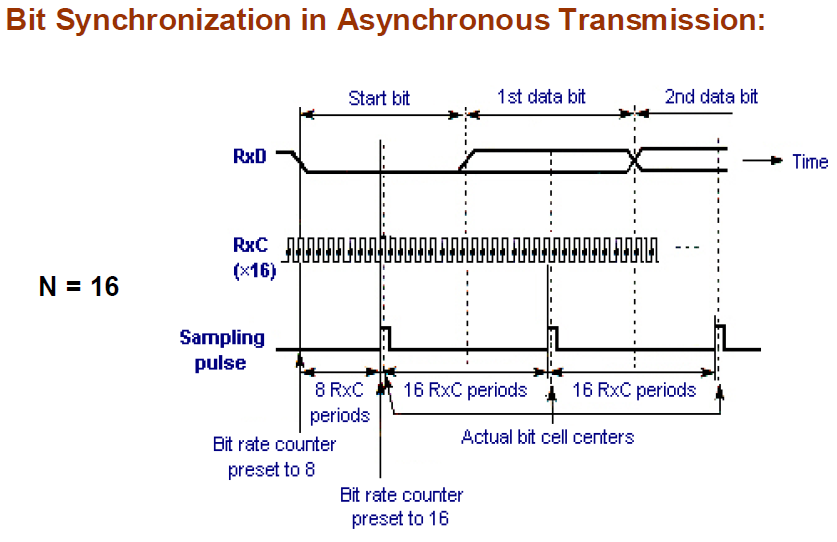 Bit Synchronization in Asynchronous Transmission:
Start bit
1st data bit
2nd data bit
RxD
Time
RxC
(×16)
N = 16
Sampling
pulse
8 RxC
periods
16 RxC periods
16 RxC periods
Actual bit cell centers
Bit rate counter
preset to 8
Bit rate counter
preset to 16